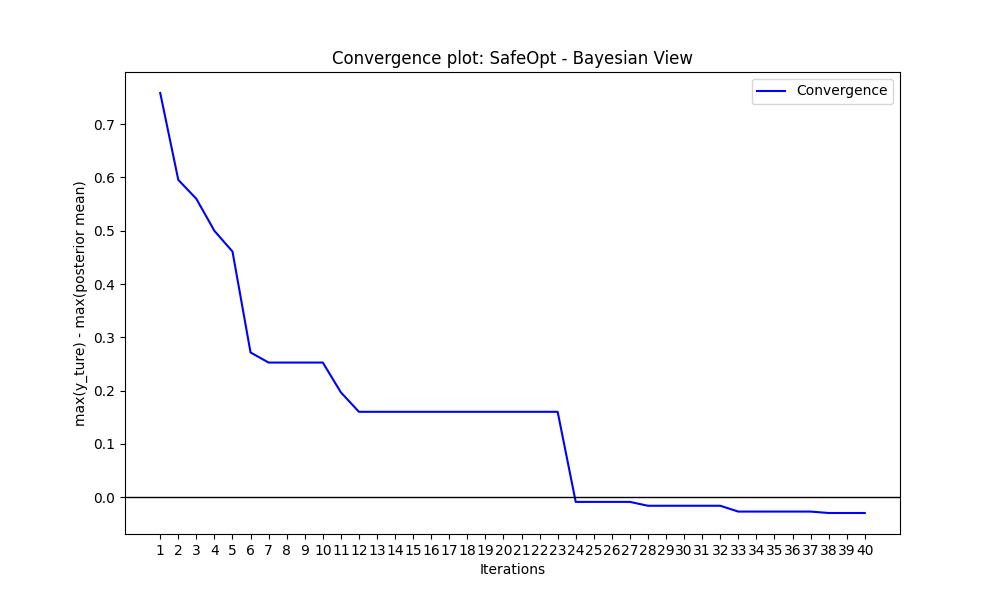 Convergence plot: SafeOpt - Bayesian View
Convergence
max(y_ture) - max(posterior mean)
0.7
0.6
0.5
0.4
0.3
0.2
0.1
0.0
1 2 3 4 5 6 7 8 9 10 11 12 13 14 15 16 17 18 19 20 21 22 23 24 25 26 27 28 29 30 31 32 33 34 35 36 37 38 39 40
Iterations